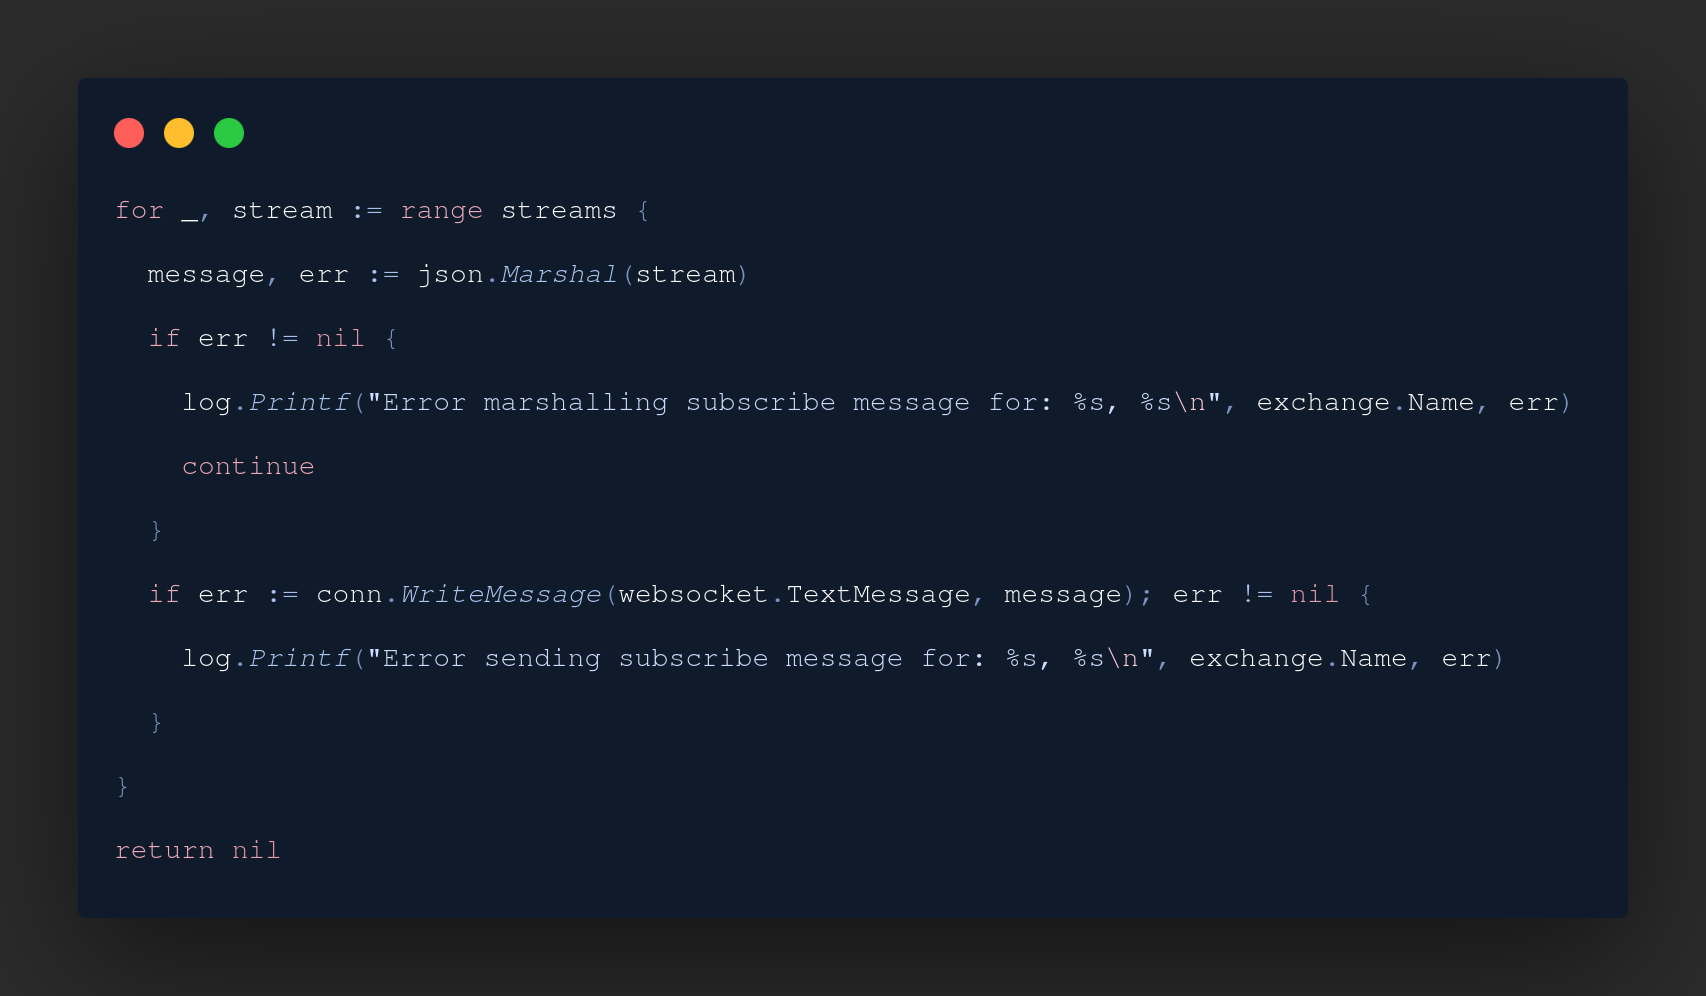 for _, stream := range streams {
  message, err := json.Marshal(stream)
  if err != nil {
    log.Printf("Error marshalling subscribe message for: %s, %s\n", exchange.Name, err)
    continue
  }
  if err := conn.WriteMessage(websocket.TextMessage, message); err != nil {
    log.Printf("Error sending subscribe message for: %s, %s\n", exchange.Name, err)
  }
}
return nil